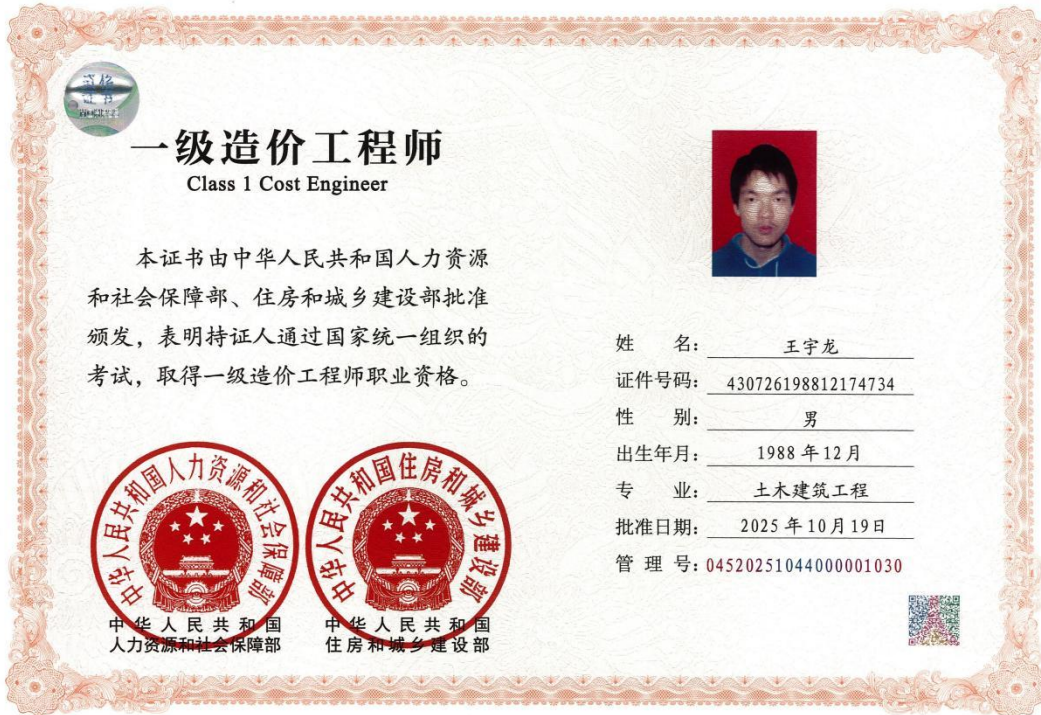 一级造价工程师
Class 1 Cost Engineer
本证书由中华人民共和国人力资源
和社会保障部、住房和城乡建设部批准
颁发，表明持证人通过国家统一组织的
考试，取得一级造价工程师职业资格。
中华人民共和国人力资源和社会保障部
中华人民共和国住房和城乡建设部
中华人民共和国
人力资源和社会保障部
中华人民共和国
住房和城乡建设部
姓 名：王宇龙
证件号码：430726198812174734
性 别：男
出生年月：1988年12月
专 业：土木建筑工程
批准日期：2025年10月19日
管 理 号：04520251044000001030